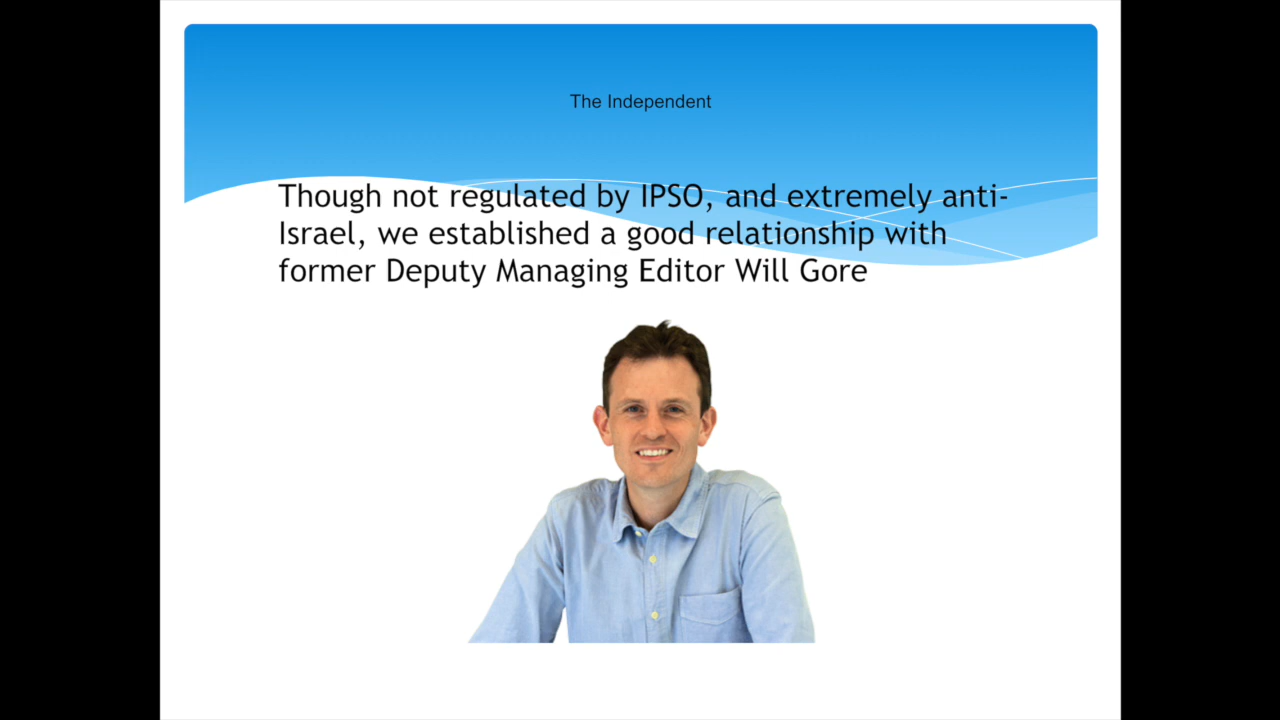 The Independent
Though not regulated by IPSO, and extremely anti-
Israel, we established a good relationship with
former Deputy Managing Editor Will Gore